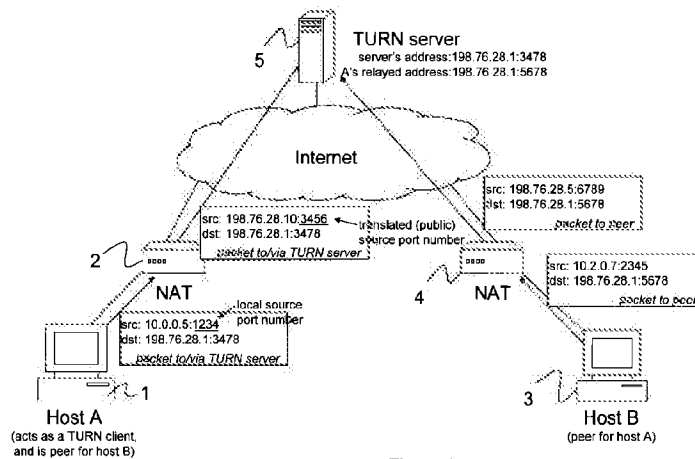 5
TURN server
server's address:198.76.28.1:3478
A's relayed address:198.76.28.1:5678
Internet
src: 198.76.28.5:6789
dst: 198.76.28.1:5678
packet to peer
src: 198.76.28.10:3456
dst: 198.76.28.1:3478
packet to/via TURN server
translated (public)
source port number
2
NAT
4
NAT
src: 10.2.0.7:2345
dst: 198.76.28.1:5678
packet to peer
local source
port number
src: 10.0.0.5:1234
dst: 198.76.28.1:3478
packet to/via TURN server
1
3
Host A
(acts as a TURN client,
and is peer for host B)
Host B
(peer for host A)